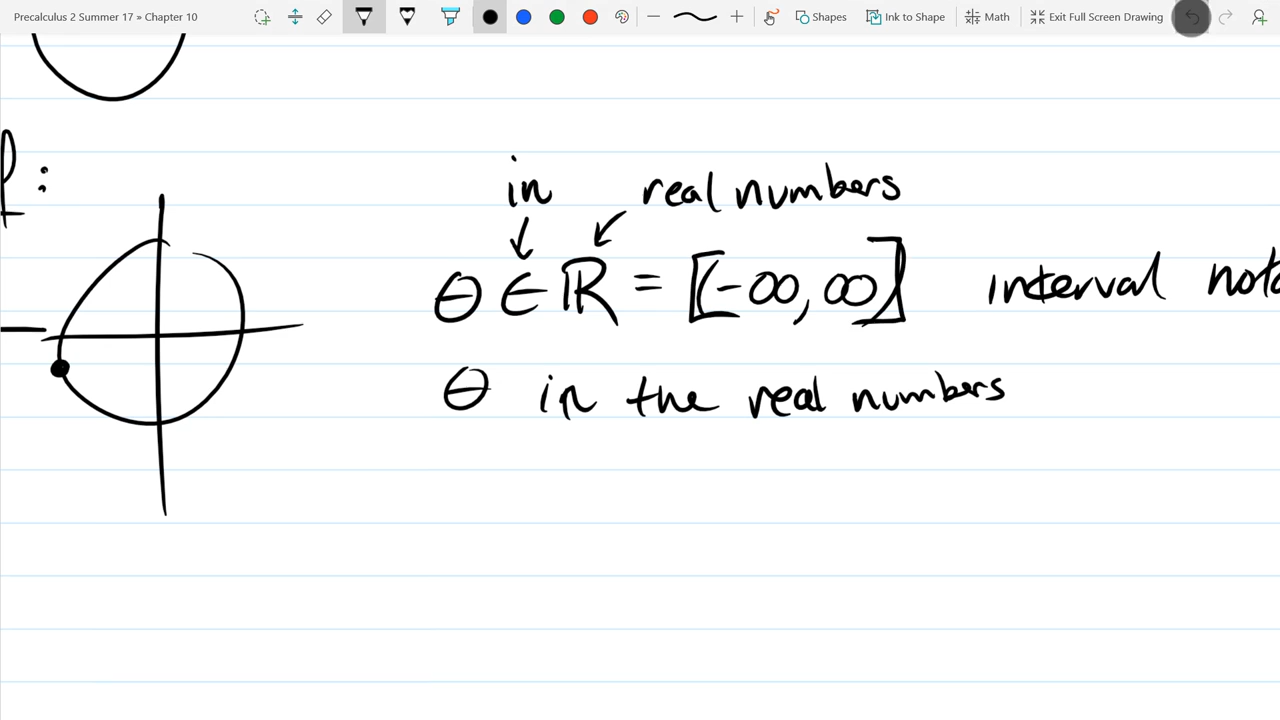 Precalculus 2 Summer 17 » Chapter 10
Shapes
Ink to Shape
Math
Exit Full Screen Drawing
in real numbers
θ ∈ ℝ = [(-∞, ∞)] interval
θ in the real numbers